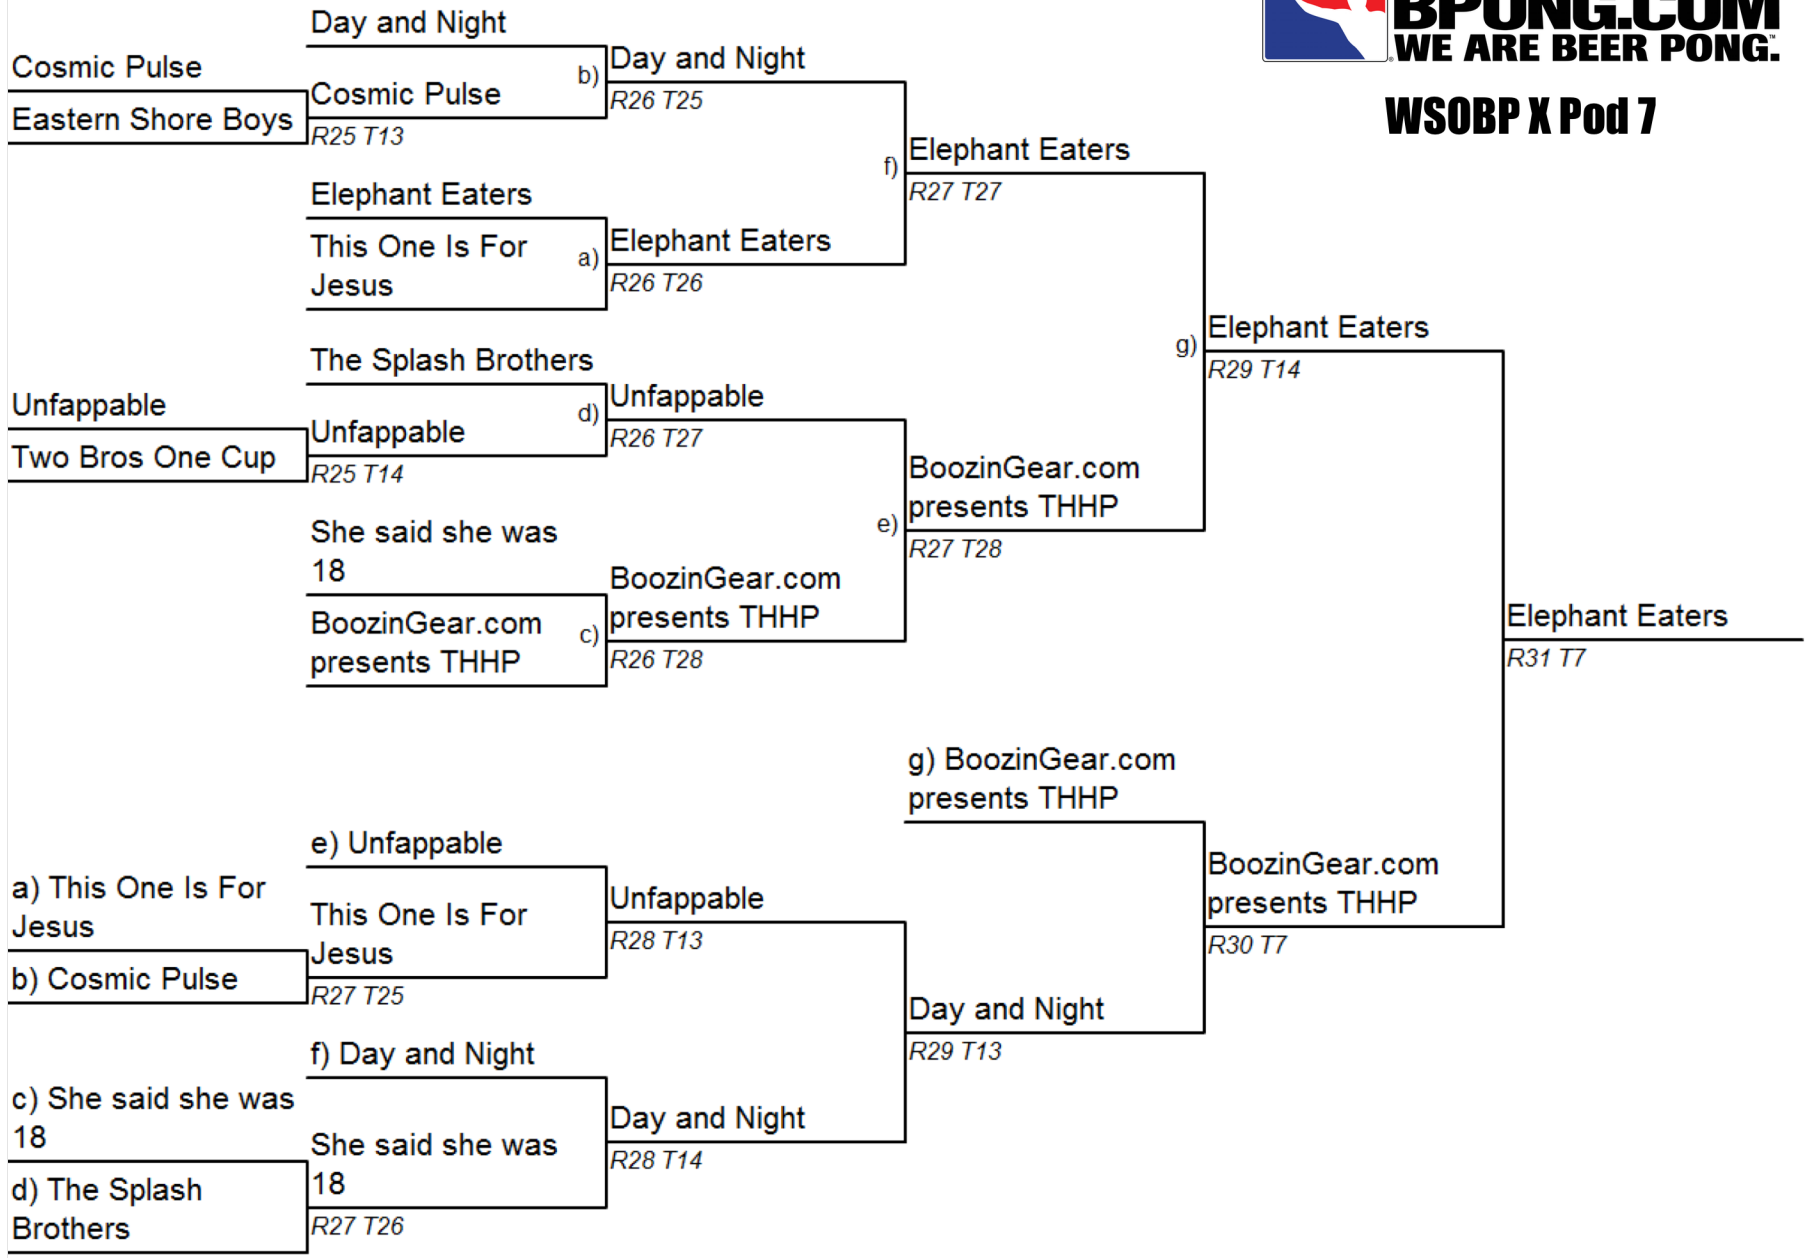 BPONG.COM
WE ARE BEER PONG.™
WSOBP X Pod 7
Day and Night
Cosmic Pulse
Eastern Shore Boys
Cosmic Pulse
R25 T13
b) Day and Night
R26 T25
Elephant Eaters
This One Is For
Jesus
a) Elephant Eaters
R26 T26
f) Elephant Eaters
R27 T27
The Splash Brothers
Unfappable
Two Bros One Cup
Unfappable
R25 T14
d) Unfappable
R26 T27
She said she was
18
BoozinGear.com
presents THHP
c) BoozinGear.com
presents THHP
R26 T28
e) BoozinGear.com
presents THHP
R27 T28
g) Elephant Eaters
R29 T14
Elephant Eaters
R31 T7
g) BoozinGear.com
presents THHP
e) Unfappable
a) This One Is For
Jesus
b) Cosmic Pulse
This One Is For
Jesus
R27 T25
Unfappable
R28 T13
f) Day and Night
c) She said she was
18
d) The Splash
Brothers
She said she was
18
R27 T26
Day and Night
R28 T14
Day and Night
R29 T13
BoozinGear.com
presents THHP
R30 T7